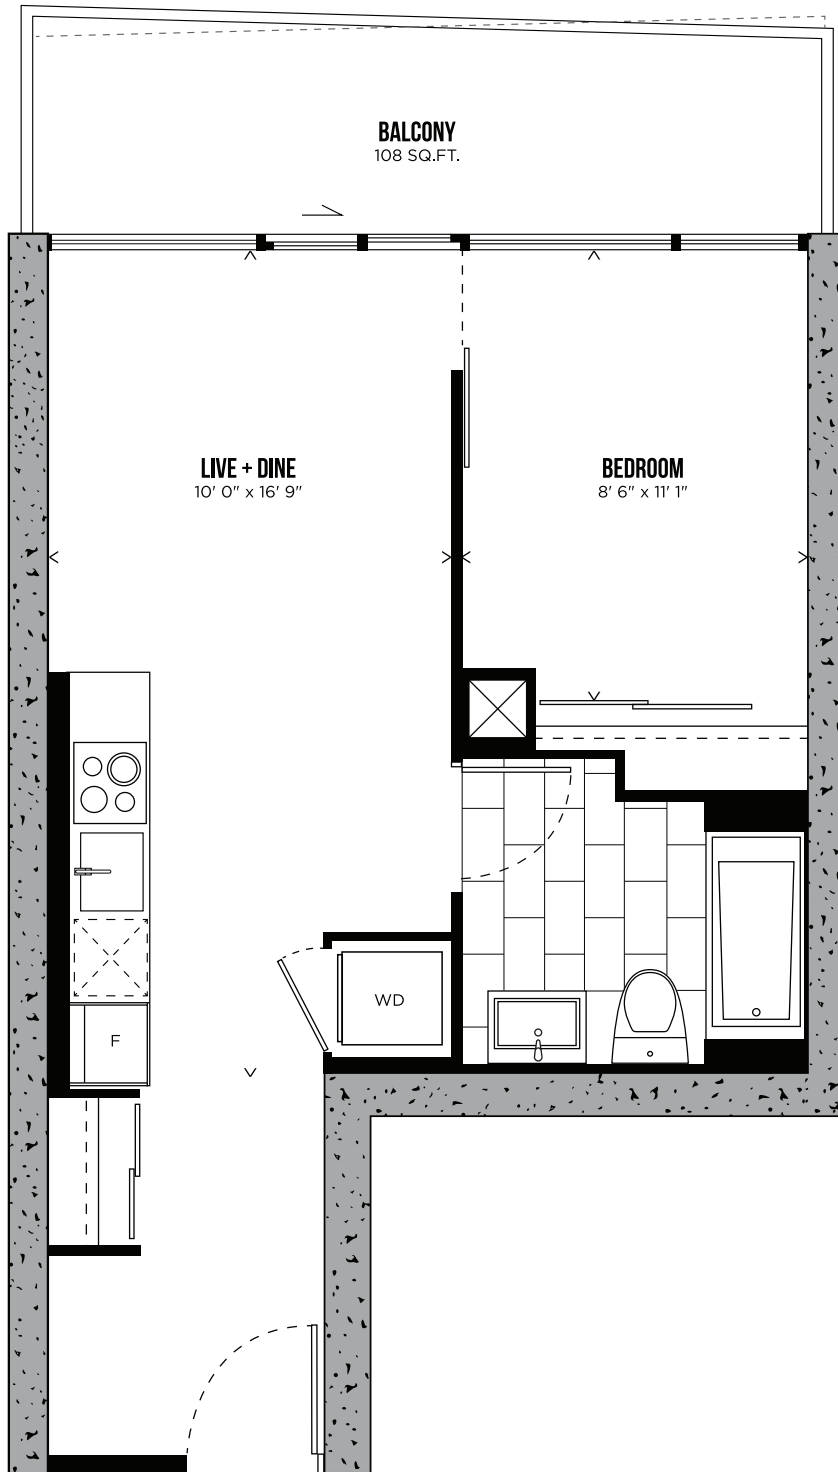 BALCONY
108 SQ.FT.
LIVE + DINE
10' 0" x 16' 9"
BEDROOM
8' 6" x 11' 1"
WD
F